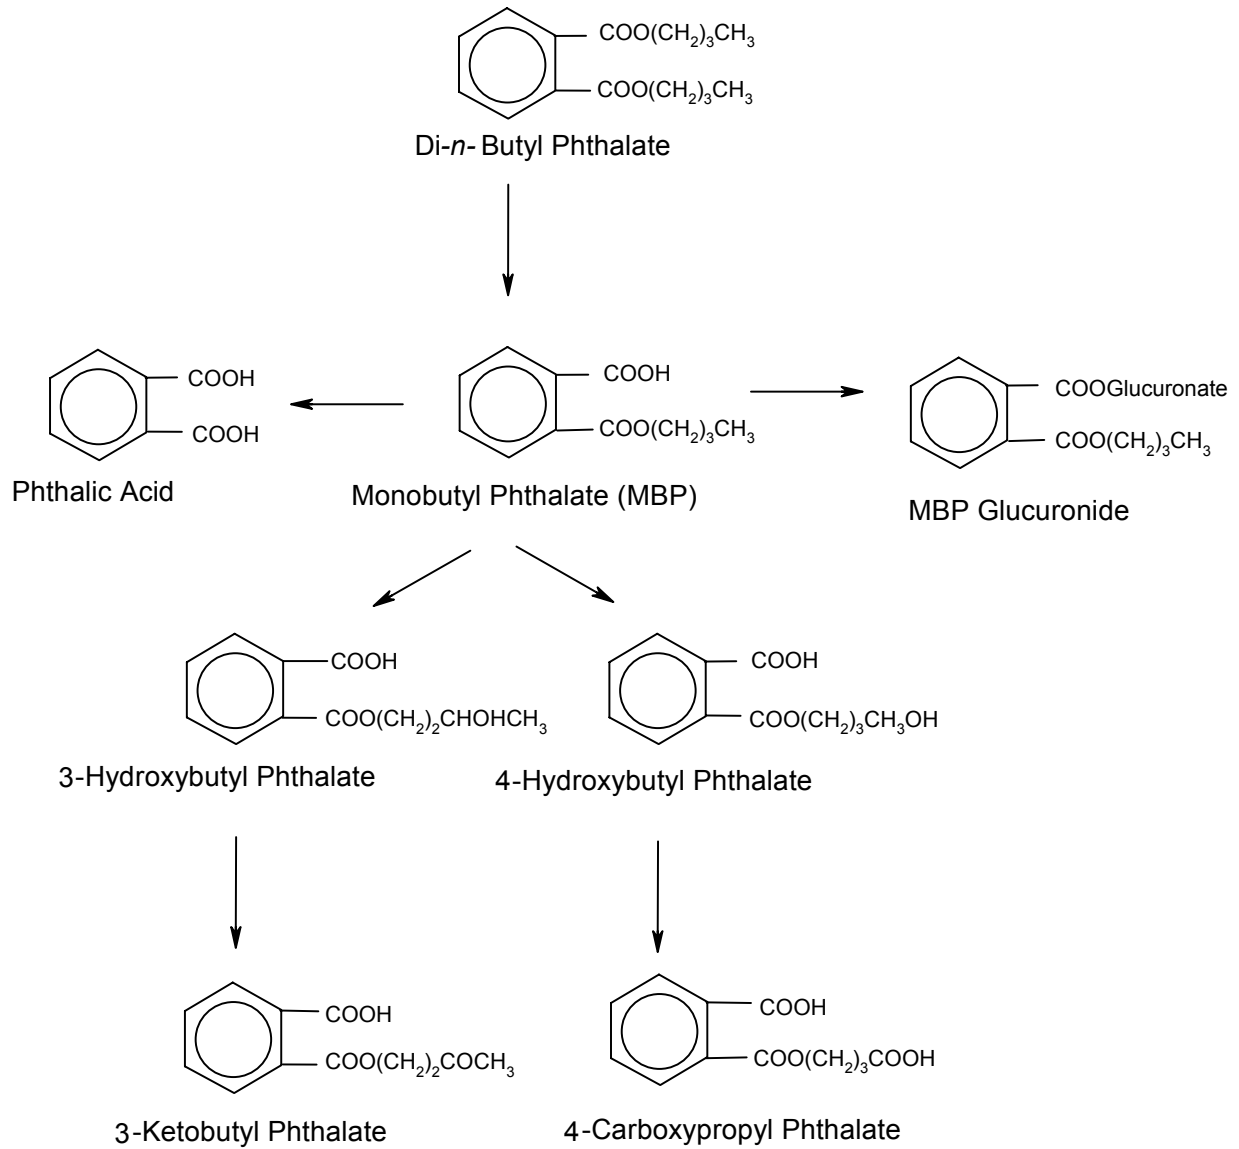 COO(CH₂)₃CH₃
COO(CH₂)₃CH₃
Di-n- Butyl Phthalate
COOH
COOH
Phthalic Acid
COOH
COO(CH₂)₃CH₃
Monobutyl Phthalate (MBP)
COOGlucuronate
COO(CH₂)₃CH₃
MBP Glucuronide
COOH
COO(CH₂)₂CHOHCH₃
3-Hydroxybutyl Phthalate
COOH
COO(CH₂)₃CH₃OH
4-Hydroxybutyl Phthalate
COOH
COO(CH₂)₂COCH₃
3-Ketobutyl Phthalate
COOH
COO(CH₂)₃COOH
4-Carboxypropyl Phthalate